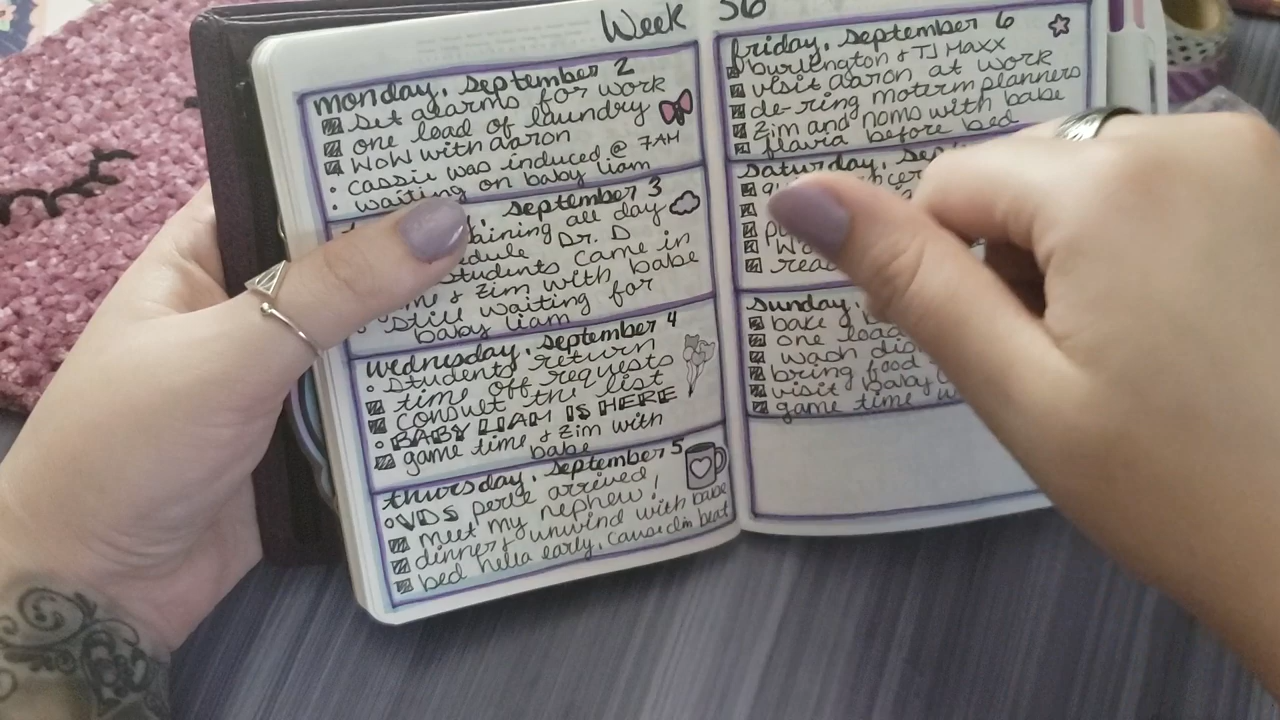 Week 36
monday, september 2
set alarms for work
one load of laundry
WoW with aaron
cassie was induced @ 7AM
waiting on baby liam
september 3
raining all day
Dr. D
students came in
& zim with babe
still waiting for
baby liam
wednesday, september 4
students return
time off requests
consult the list
BABY LIAM IS HERE
game time & zim with
babe
thursday, september 5
VDS perle arrived
meet my nephew!
dinner & unwind with babe
bed hella early, cause i'm beat
friday, september 6
burlington & TJ Maxx
visit aaron at work
de-ring moterm planners
zim and noms with babe
flavia before bed
saturday,
sunday,
bake
one load
wash
bring food
visit baby
game time